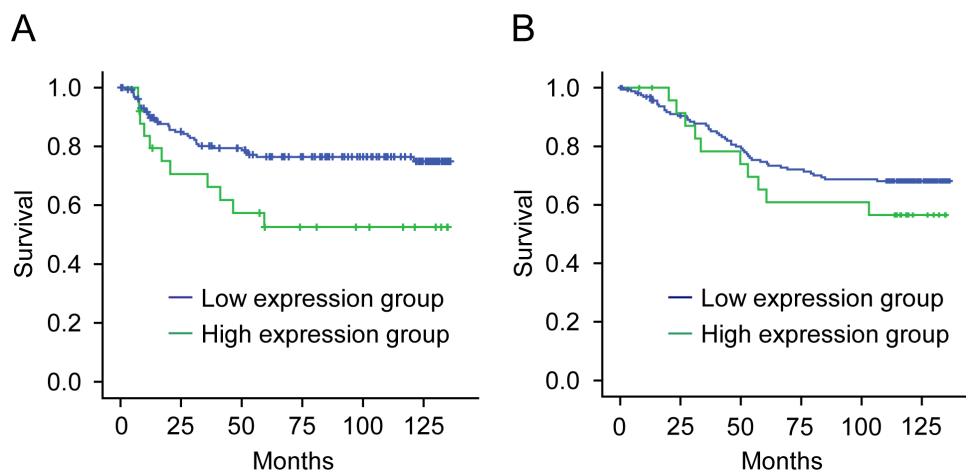 A
1.0
0.8
0.6
0.4
0.2
0.0
Survival
Low expression group
High expression group
0 25 50 75 100 125
Months
B
1.0
0.8
0.6
0.4
0.2
0.0
Survival
Low expression group
High expression group
0 25 50 75 100 125
Months